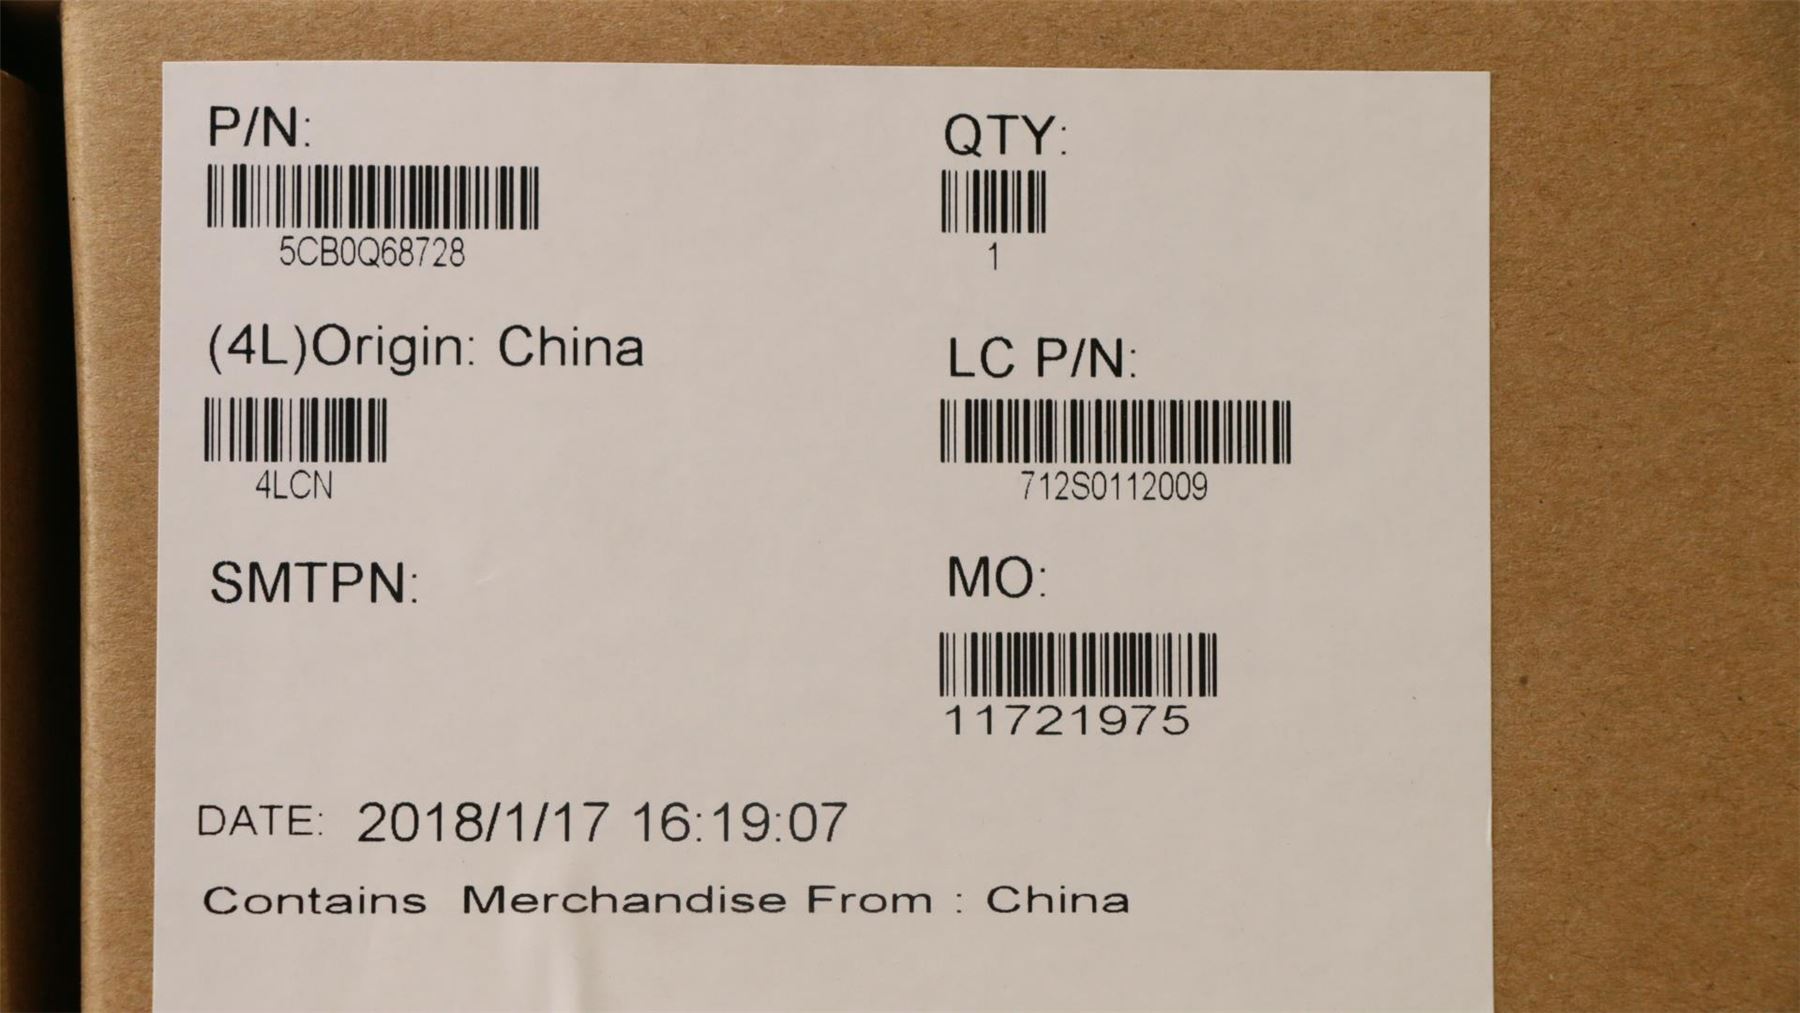 P/N:
5CB0Q68728
QTY:
1
(4L)Origin: China
4LCN
LC P/N:
712S0112009
SMTPN:
MO:
11721975
DATE: 2018/1/17 16:19:07
Contains Merchandise From : China